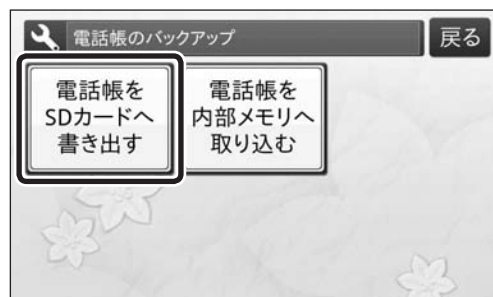 電話帳のバックアップ
戻る
電話帳を
SDカードへ
書き出す
電話帳を
内部メモリへ
取り込む